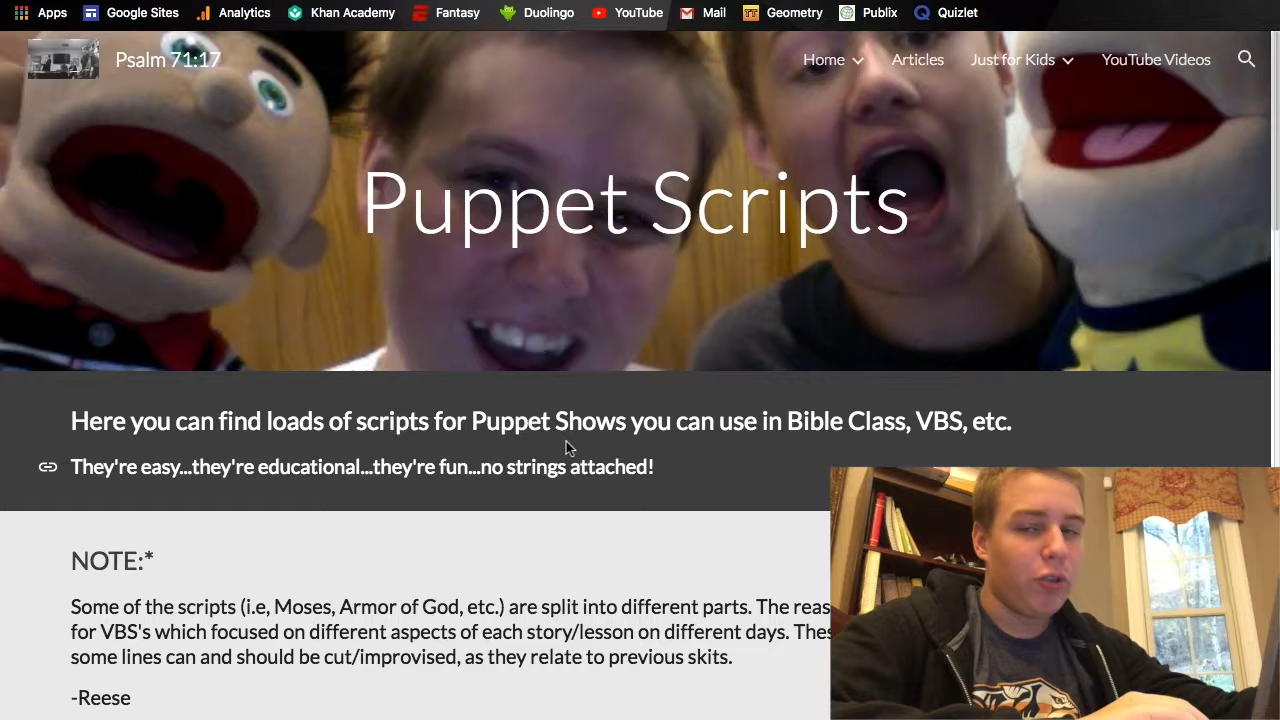 Apps Google Sites Analytics Khan Academy Fantasy Duolingo YouTube Mail Geometry Publix Quizlet
Psalm 71:17 Home Articles Just for Kids YouTube Videos
Puppet Scripts
Here you can find loads of scripts for Puppet Shows you can use in Bible Class, VBS, etc.
They're easy...they're educational...they're fun...no strings attached!
NOTE:*
Some of the scripts (i.e, Moses, Armor of God, etc.) are split into different parts. The reas
for VBS's which focused on different aspects of each story/lesson on different days. Thes
some lines can and should be cut/improvised, as they relate to previous skits.
-Reese